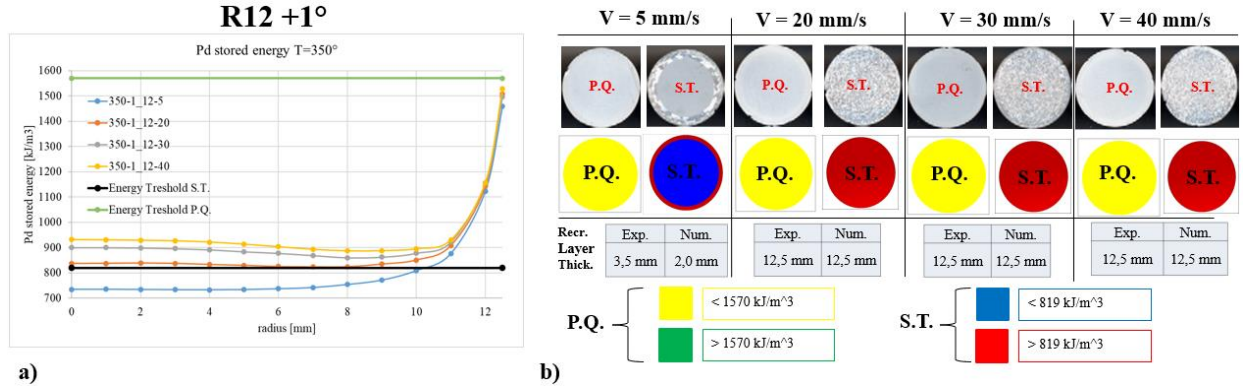 R12 +1°
Pd stored energy T=350°
Pd stored energy [kJ/m3]
1600
1500
1400
1300
1200
1100
1000
900
800
700
350-1_12-5
350-1_12-20
350-1_12-30
350-1_12-40
Energy Treshold S.T.
Energy Treshold P.Q.
0 2 4 6 8 10 12
radius [mm]
a)
V = 5 mm/s V = 20 mm/s V = 30 mm/s V = 40 mm/s
P.Q. S.T. P.Q. S.T. P.Q. S.T. P.Q. S.T.
P.Q. S.T. P.Q. S.T. P.Q. S.T. P.Q. S.T.
Recr. Layer Thick.
Exp. Num. Exp. Num. Exp. Num. Exp. Num.
3,5 mm 2,0 mm 12,5 mm 12,5 mm 12,5 mm 12,5 mm 12,5 mm 12,5 mm
P.Q.
< 1570 kJ/m^3
> 1570 kJ/m^3
S.T.
< 819 kJ/m^3
> 819 kJ/m^3
b)